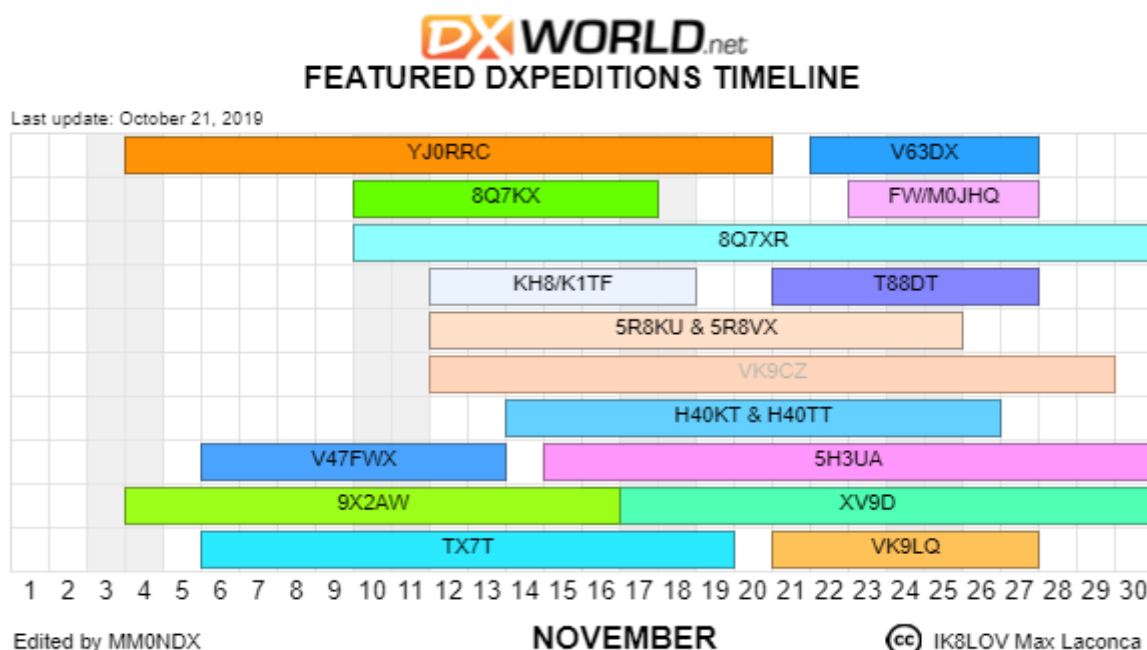 DX WORLD.net
FEATURED DXPEDITIONS TIMELINE
Last update: October 21, 2019
YJ0RRC V63DX
8Q7KX FW/M0JHQ
8Q7XR
KH8/K1TF T88DT
5R8KU & 5R8VX
VK9CZ
H40KT & H40TT
V47FWX 5H3UA
9X2AW XV9D
TX7T VK9LQ
1 2 3 4 5 6 7 8 9 10 11 12 13 14 15 16 17 18 19 20 21 22 23 24 25 26 27 28 29 30
Edited by MM0NDX NOVEMBER cc IK8LOV Max Laconca